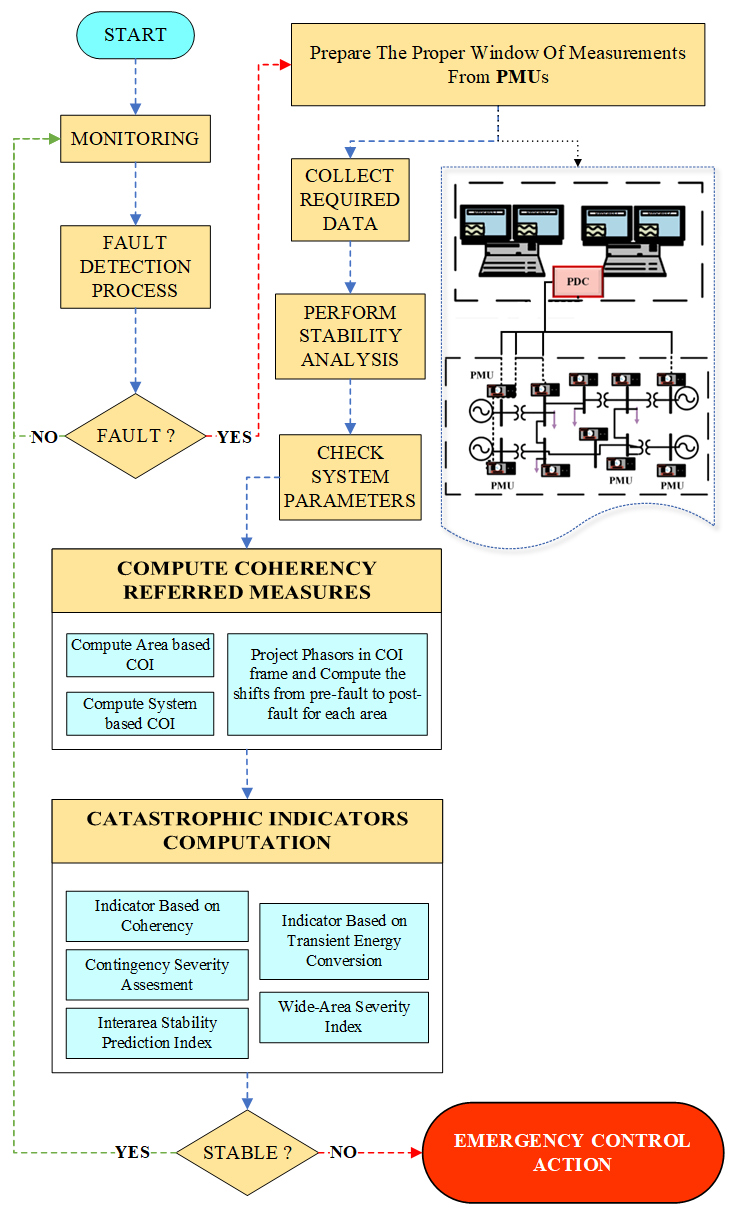 START
MONITORING
FAULT
DETECTION
PROCESS
FAULT ?
NO
YES
Prepare The Proper Window Of Measurements
From PMUs
COLLECT
REQUIRED
DATA
PERFORM
STABILITY
ANALYSIS
CHECK
SYSTEM
PARAMETERS
PDC
PMU
PMU
PMU
PMU
COMPUTE COHERENCY
REFERRED MEASURES
Compute Area based
COI
Compute System
based COI
Project Phasors in COI
frame and Compute the
shifts from pre-fault to post-
fault for each area
CATASTROPHIC INDICATORS
COMPUTATION
Indicator Based on
Coherency
Contingency Severity
Assesment
Interarea Stability
Prediction Index
Indicator Based on
Transient Energy
Conversion
Wide-Area Severity
Index
STABLE ?
YES
NO
EMERGENCY CONTROL
ACTION